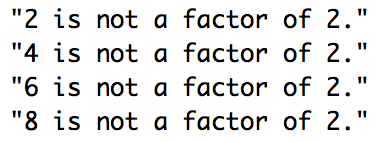 "2 is not a factor of 2."
"4 is not a factor of 2."
"6 is not a factor of 2."
"8 is not a factor of 2."